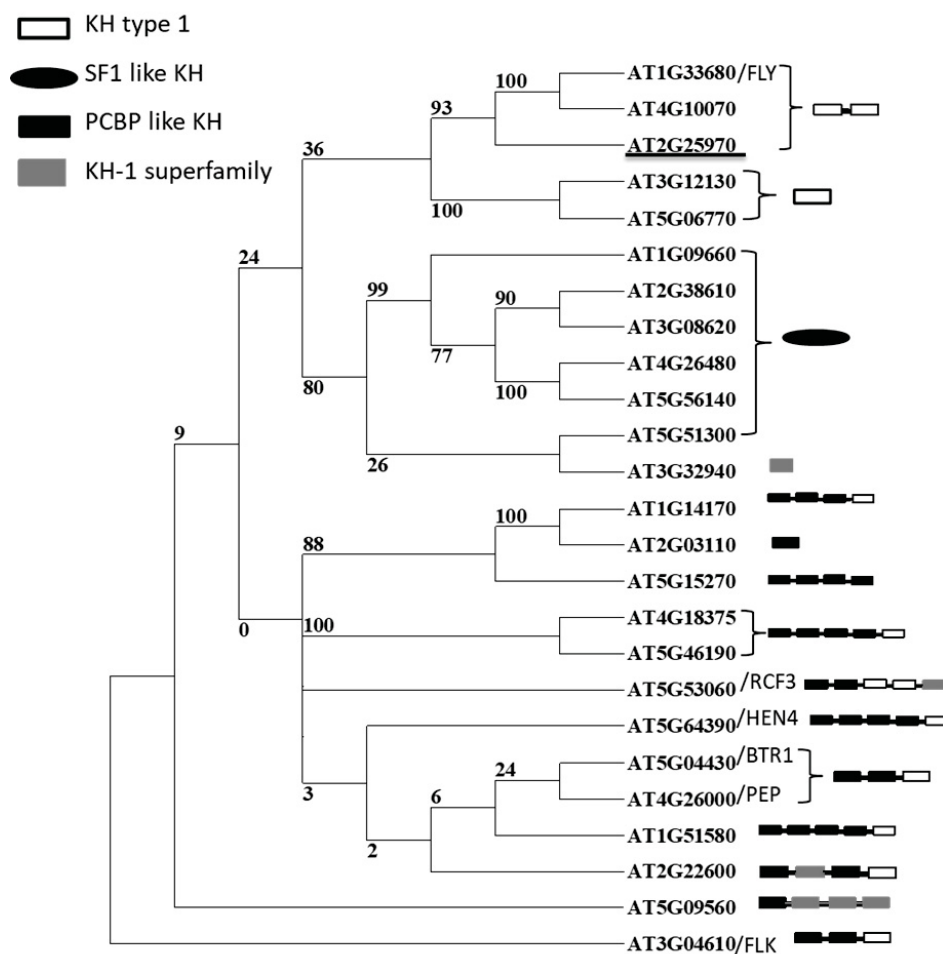 KH type 1
SF1 like KH
PCBP like KH
KH-1 superfamily
AT1G33680/FLY
100
93
AT4G10070
36
AT2G25970
AT3G12130
100
AT5G06770
24
AT1G09660
99
90
AT2G38610
AT3G08620
77
AT4G26480
80
100
AT5G56140
9
AT5G51300
26
AT3G32940
AT1G14170
100
88
AT2G03110
AT5G15270
0
100
AT4G18375
AT5G46190
AT5G53060/RCF3
AT5G64390/HEN4
AT5G04430/BTR1
24
3
6
AT4G26000/PEP
AT1G51580
2
AT2G22600
AT5G09560
AT3G04610/FLK